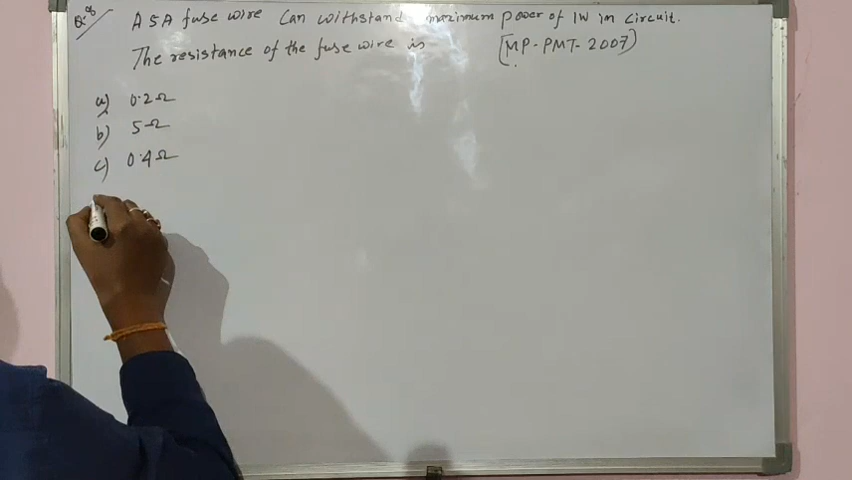 Q:- A 5A fuse wire can withstand maximum power of 1W in circuit.
The resistance of the fuse wire is - [MP-PMT-2007]
a) 0.2Ω
b) 5Ω
c) 0.4Ω